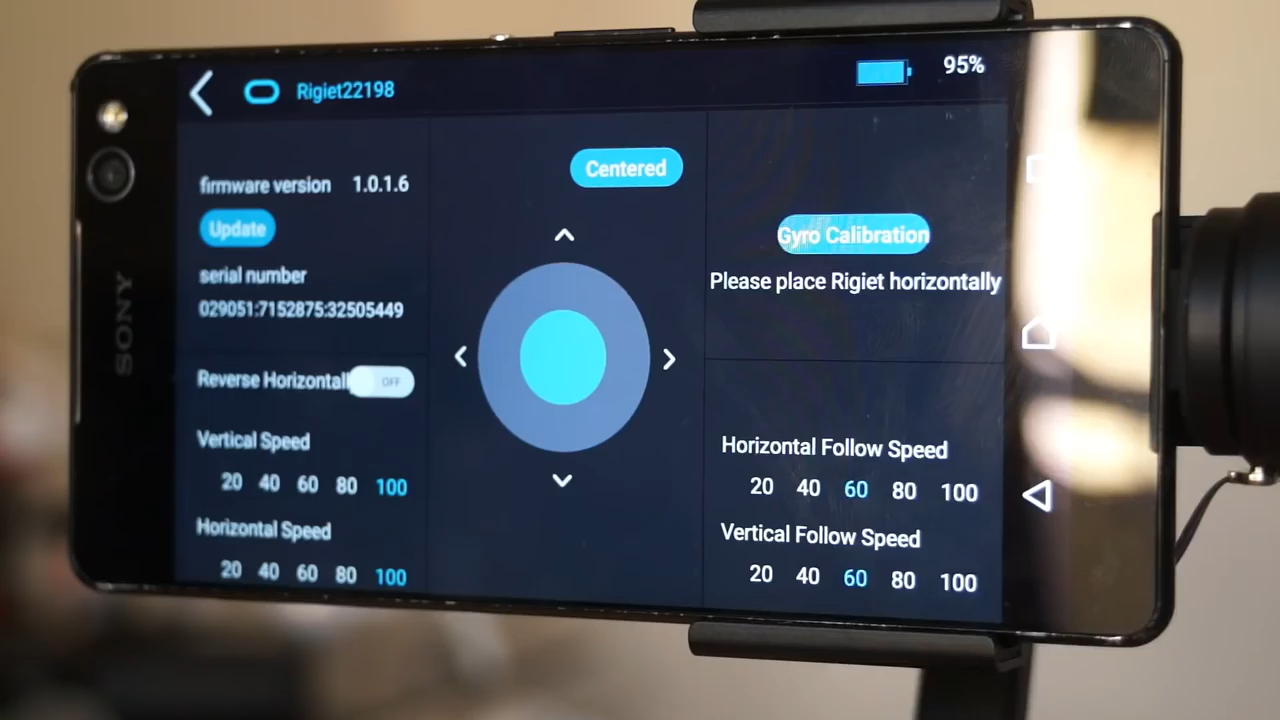 SONY
Rigiet22198
95%
firmware version 1.0.1.6
Update
serial number
029051:7152875:32505449
Reverse Horizontall
OFF
Vertical Speed
20 40 60 80 100
Horizontal Speed
20 40 60 80 100
Centered
Gyro Calibration
Please place Rigiet horizontally
Horizontal Follow Speed
20 40 60 80 100
Vertical Follow Speed
20 40 60 80 100